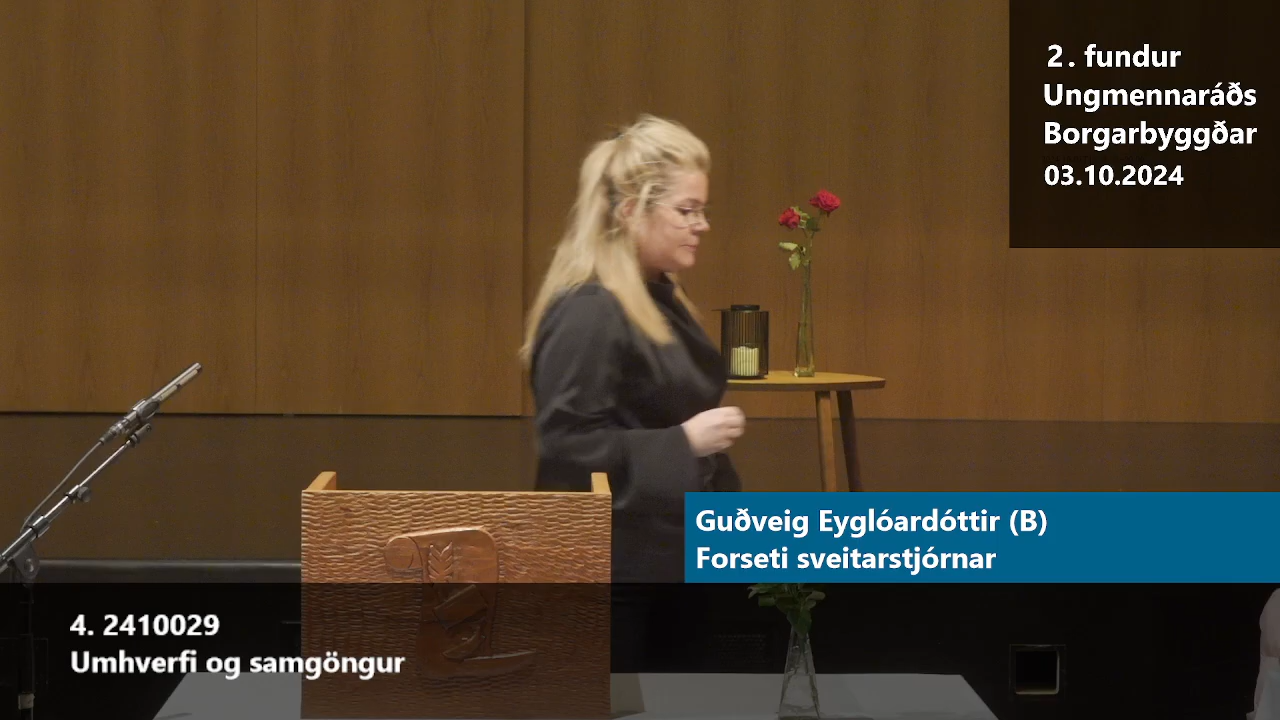 2. fundur
Ungmennaráðs
Borgarbyggðar
03.10.2024
Guðveig Eyglóardóttir (B)
Forseti sveitarstjórnar
4. 2410029
Umhverfi og samgöngur